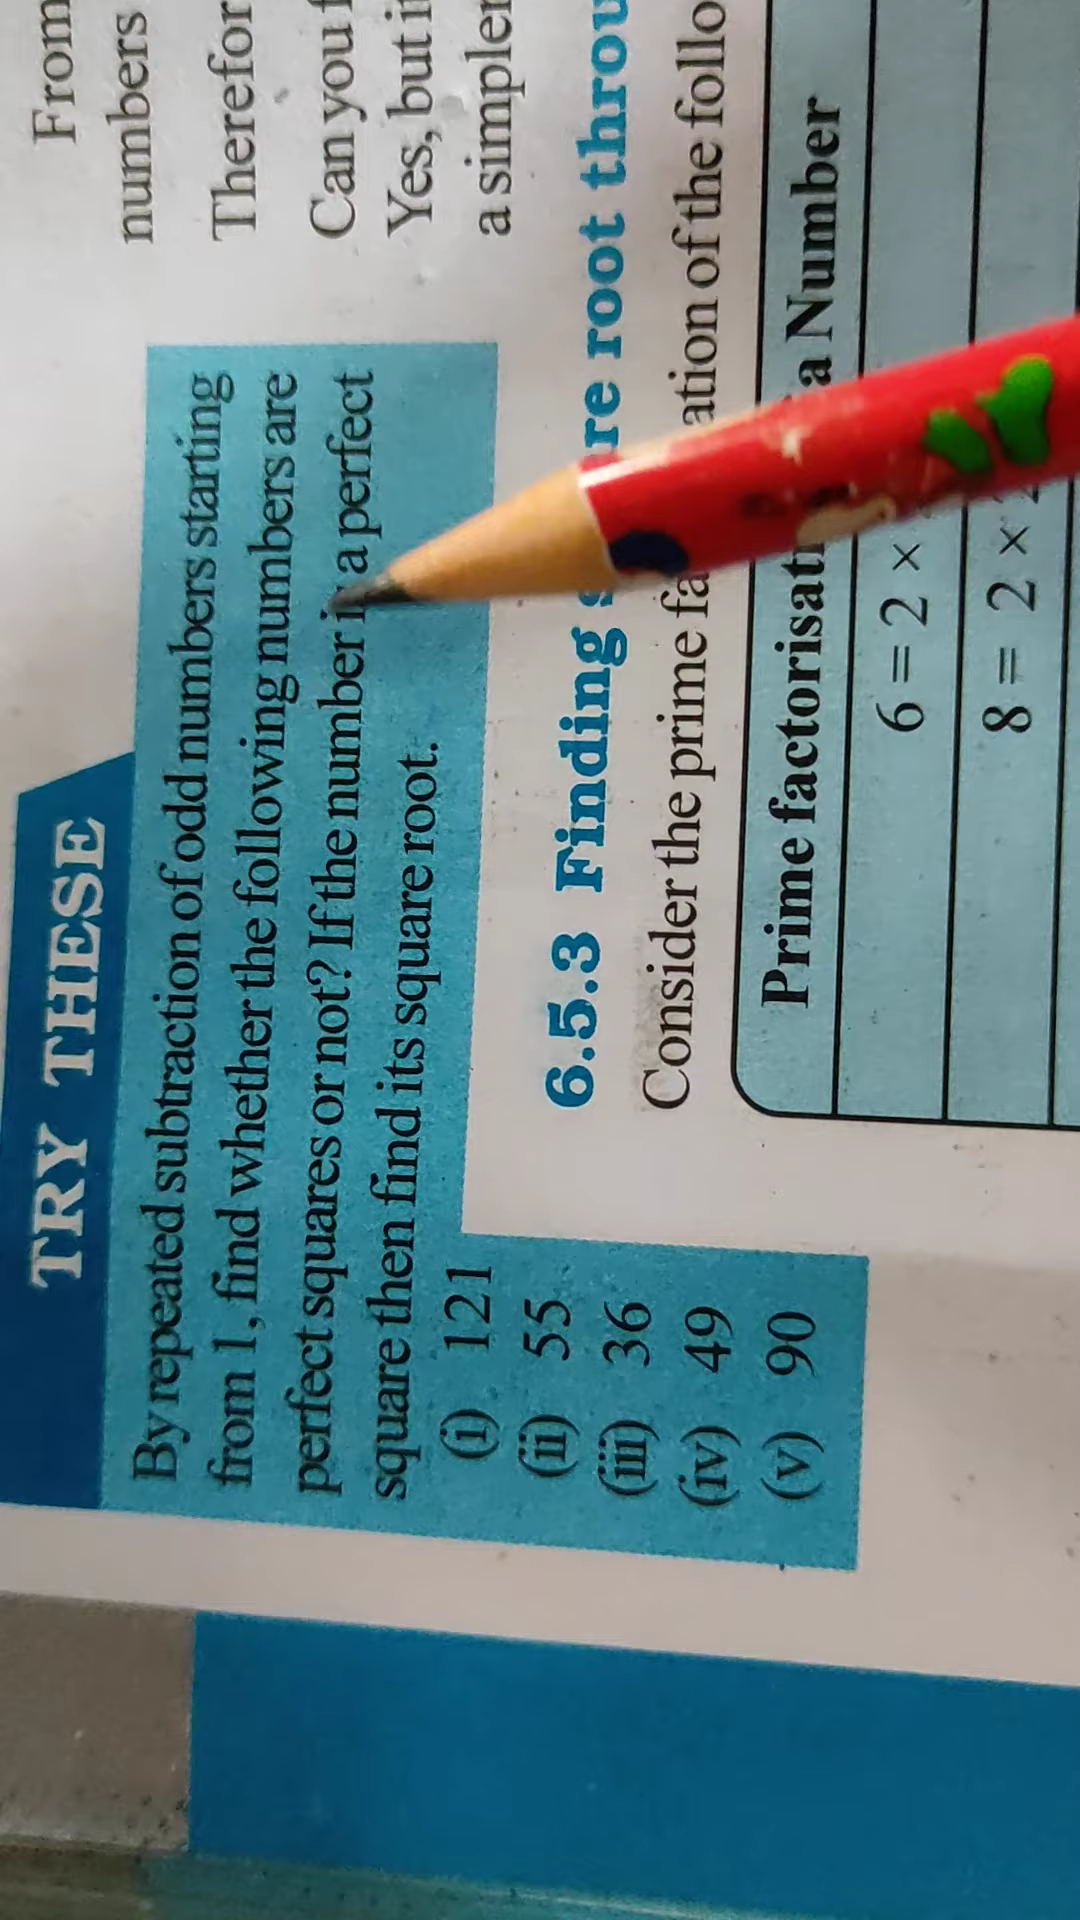 From
numbers
Therefor
Can you f
Yes, but i
a simpler
TRY THESE
By repeated subtraction of odd numbers starting
from 1, find whether the following numbers are
perfect squares or not? If the number is a perfect
square then find its square root.
(i) 121
(ii) 55
(iii) 36
(iv) 49
(v) 90
6.5.3 Finding s re root throu
Consider the prime fa ation of the follo
Prime factorisati a Number
6 = 2 ×
8 = 2 × 2